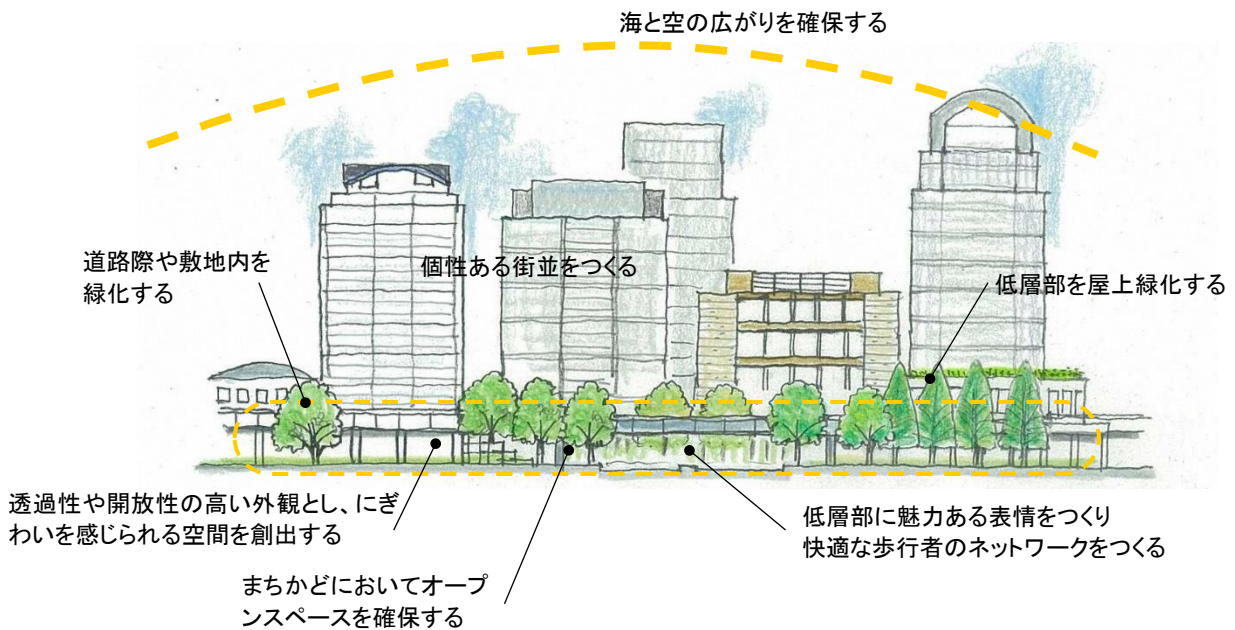 海と空の広がりを確保する
道路際や敷地内を
緑化する
個性ある街並をつくる
低層部を屋上緑化する
透過性や開放性の高い外観とし、にぎ
わいを感じられる空間を創出する
低層部に魅力ある表情をつくり
快適な歩行者のネットワークをつくる
まちかどにおいてオープ
ンスペースを確保する